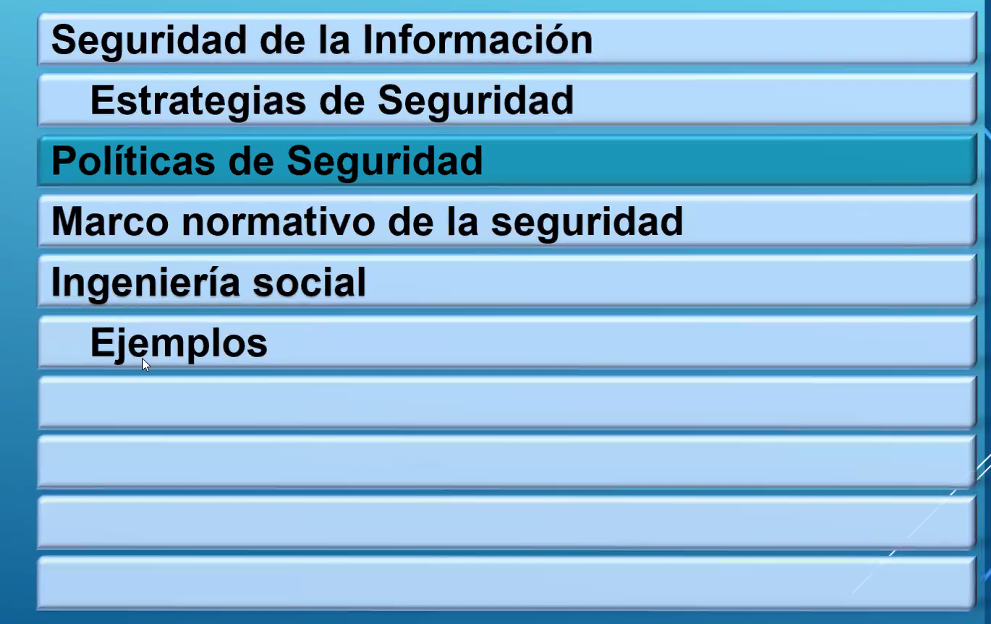 Seguridad de la Información
Estrategias de Seguridad
Políticas de Seguridad
Marco normativo de la seguridad
Ingeniería social
Ejemplos